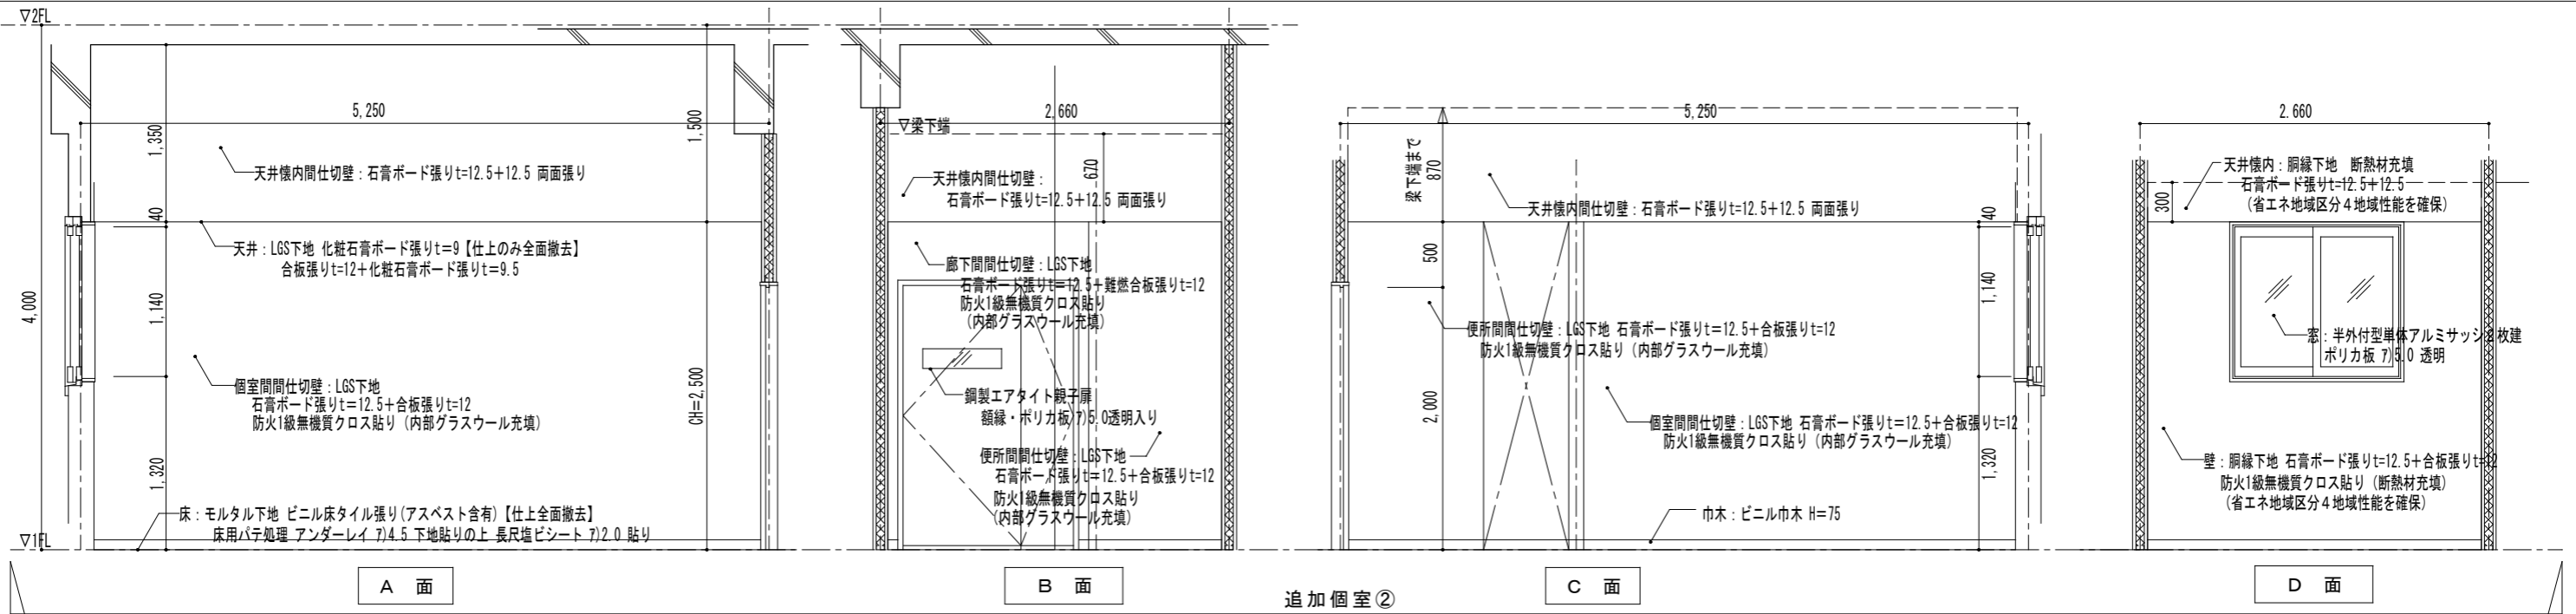 ▽2FL
5,250
1,350
1,500
天井懐内間仕切壁：石膏ボード張りt=12.5+12.5 両面張り
40
天井：LGS下地 化粧石膏ボード張りt=9【仕上のみ全面撤去】
合板張りt=12+化粧石膏ボード張りt=9.5
4,000
1,140
CH=2,500
個室間間仕切壁：LGS下地
石膏ボード張りt=12.5+合板張りt=12
防火1級無機質クロス貼り（内部グラスウール充填）
1,320
床：モルタル下地 ビニル床タイル張り(アスベスト含有)【仕上全面撤去】
床用パテ処理 アンダーレイ ｱ)4.5 下地貼りの上 長尺塩ビシート ｱ)2.0 貼り
▽1FL
A 面
2,660
▽梁下端
670
天井懐内間仕切壁：
石膏ボード張りt=12.5+12.5 両面張り
廊下間間仕切壁：LGS下地
石膏ボード張りt=12.5+難燃合板張りt=12
防火1級無機質クロス貼り
(内部グラスウール充填)
鋼製エアタイト親子扉
額縁・ポリカ板 ｱ)5.0透明入り
便所間間仕切壁：LGS下地
石膏ボード張りt=12.5+合板張りt=12
防火1級無機質クロス貼り
(内部グラスウール充填)
B 面
5,250
梁下端まで
870
天井懐内間仕切壁：石膏ボード張りt=12.5+12.5 両面張り
40
500
便所間間仕切壁：LGS下地 石膏ボード張りt=12.5+合板張りt=12
防火1級無機質クロス貼り（内部グラスウール充填）
1,140
2,000
個室間間仕切壁：LGS下地 石膏ボード張りt=12.5+合板張りt=12
防火1級無機質クロス貼り（内部グラスウール充填）
1,320
巾木：ビニル巾木 H=75
C 面
2.660
天井懐内：胴縁下地 断熱材充填
石膏ボード張りt=12.5+12.5
(省エネ地域区分４地域性能を確保)
300
窓：半外付型単体アルミサッシ２枚建
ポリカ板 ｱ)5.0 透明
壁：胴縁下地 石膏ボード張りt=12.5+合板張りt=12
防火1級無機質クロス貼り（断熱材充填）
(省エネ地域区分４地域性能を確保)
D 面
追加個室②